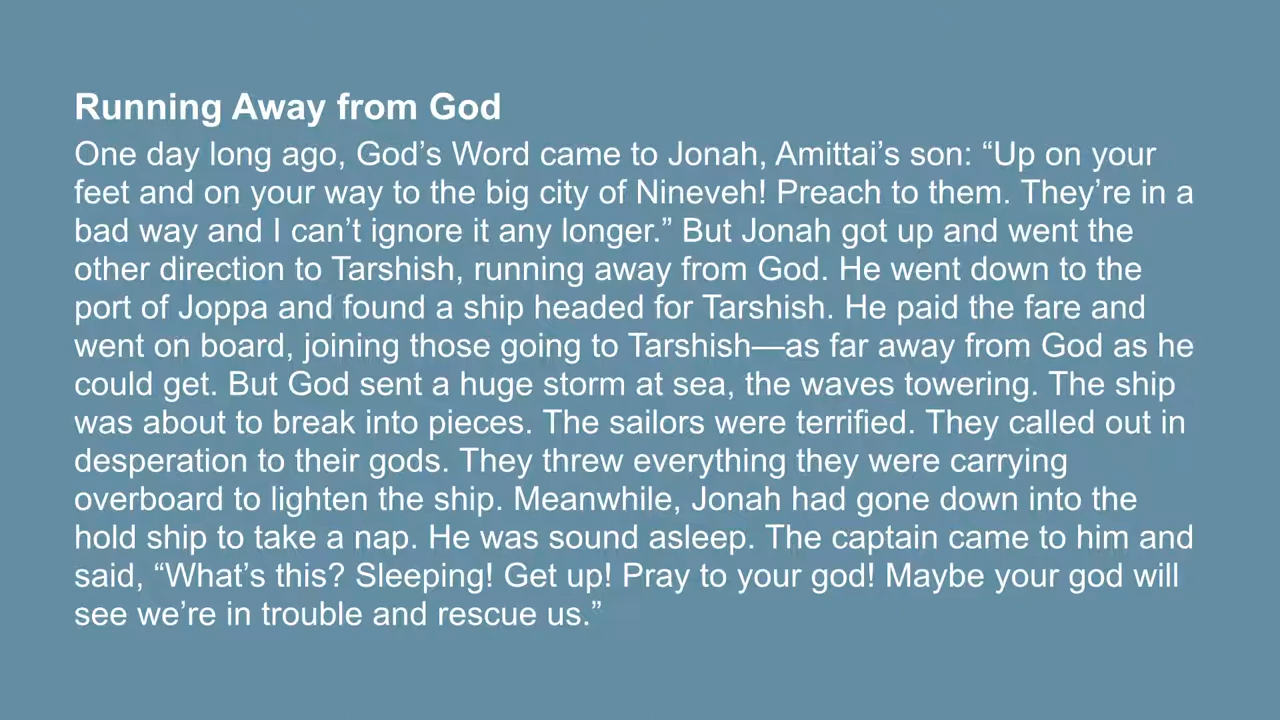 Running Away from God
One day long ago, God’s Word came to Jonah, Amittai’s son: “Up on your
feet and on your way to the big city of Nineveh! Preach to them. They’re in a
bad way and I can’t ignore it any longer.” But Jonah got up and went the
other direction to Tarshish, running away from God. He went down to the
port of Joppa and found a ship headed for Tarshish. He paid the fare and
went on board, joining those going to Tarshish—as far away from God as he
could get. But God sent a huge storm at sea, the waves towering. The ship
was about to break into pieces. The sailors were terrified. They called out in
desperation to their gods. They threw everything they were carrying
overboard to lighten the ship. Meanwhile, Jonah had gone down into the
hold ship to take a nap. He was sound asleep. The captain came to him and
said, “What’s this? Sleeping! Get up! Pray to your god! Maybe your god will
see we’re in trouble and rescue us.”